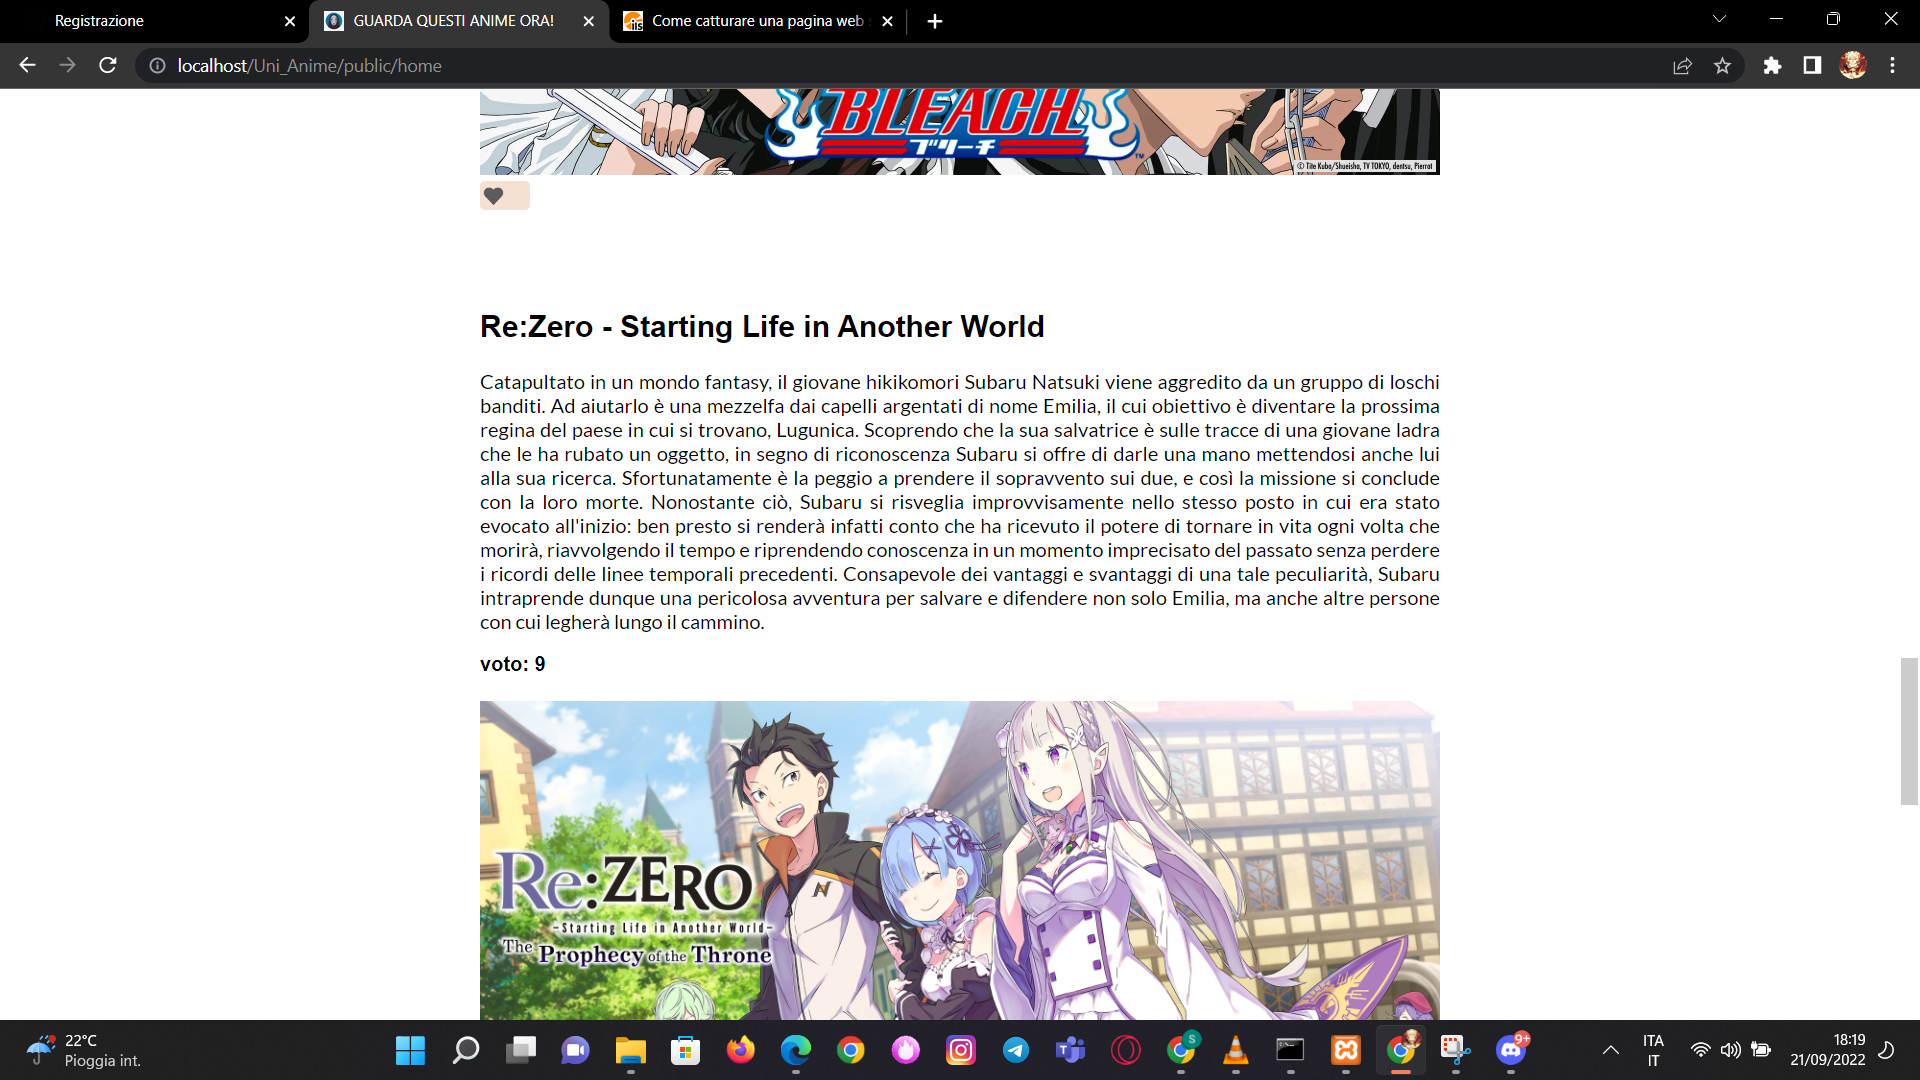 Registrazione
GUARDA QUESTI ANIME ORA!
Come catturare una pagina web
localhost/Uni_Anime/public/home
BLEACH
ブリーチ
TM
© Tite Kubo/Shueisha, TV TOKYO, dentsu, Pierrot
Re:Zero - Starting Life in Another World
Catapultato in un mondo fantasy, il giovane hikikomori Subaru Natsuki viene aggredito da un gruppo di loschi
banditi. Ad aiutarlo è una mezzelfa dai capelli argentati di nome Emilia, il cui obiettivo è diventare la prossima
regina del paese in cui si trovano, Lugunica. Scoprendo che la sua salvatrice è sulle tracce di una giovane ladra
che le ha rubato un oggetto, in segno di riconoscenza Subaru si offre di darle una mano mettendosi anche lui
alla sua ricerca. Sfortunatamente è la peggio a prendere il sopravvento sui due, e così la missione si conclude
con la loro morte. Nonostante ciò, Subaru si risveglia improvvisamente nello stesso posto in cui era stato
evocato all'inizio: ben presto si renderà infatti conto che ha ricevuto il potere di tornare in vita ogni volta che
morirà, riavvolgendo il tempo e riprendendo conoscenza in un momento imprecisato del passato senza perdere
i ricordi delle linee temporali precedenti. Consapevole dei vantaggi e svantaggi di una tale peculiarità, Subaru
intraprende dunque una pericolosa avventura per salvare e difendere non solo Emilia, ma anche altre persone
con cui legherà lungo il cammino.
voto: 9
Re:ZERO
-Starting Life in Another World-
The Prophecy of the Throne
22°C
Pioggia int.
S
9+
ITA
IT
18:19
21/09/2022